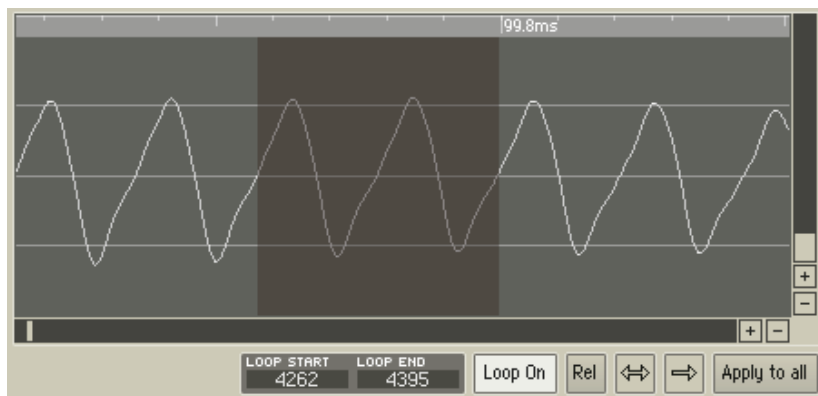 99.8ms
+
−
+ −
LOOP START LOOP END
4262 4395 Loop On Rel Apply to all